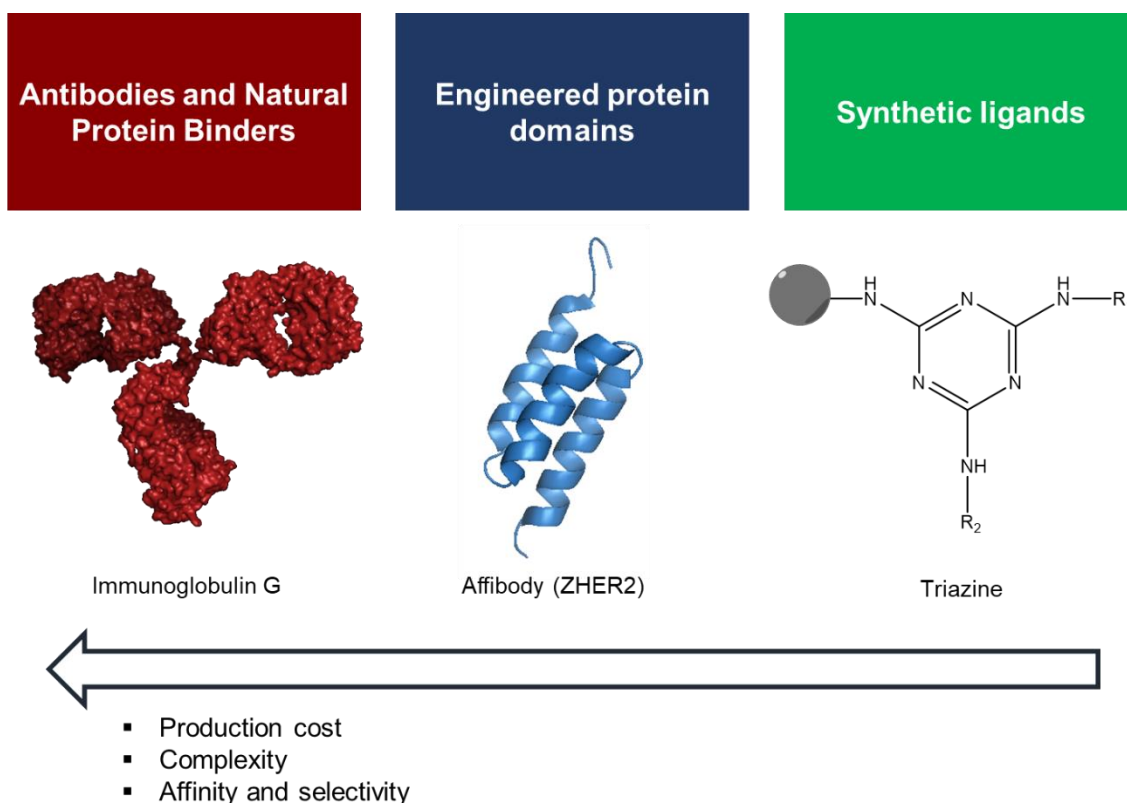 Antibodies and Natural
Protein Binders
Engineered protein
domains
Synthetic ligands
H
N
N
H
N
R
N
N
NH
R2
Immunoglobulin G
Affibody (ZHER2)
Triazine
▪ Production cost
▪ Complexity
▪ Affinity and selectivity